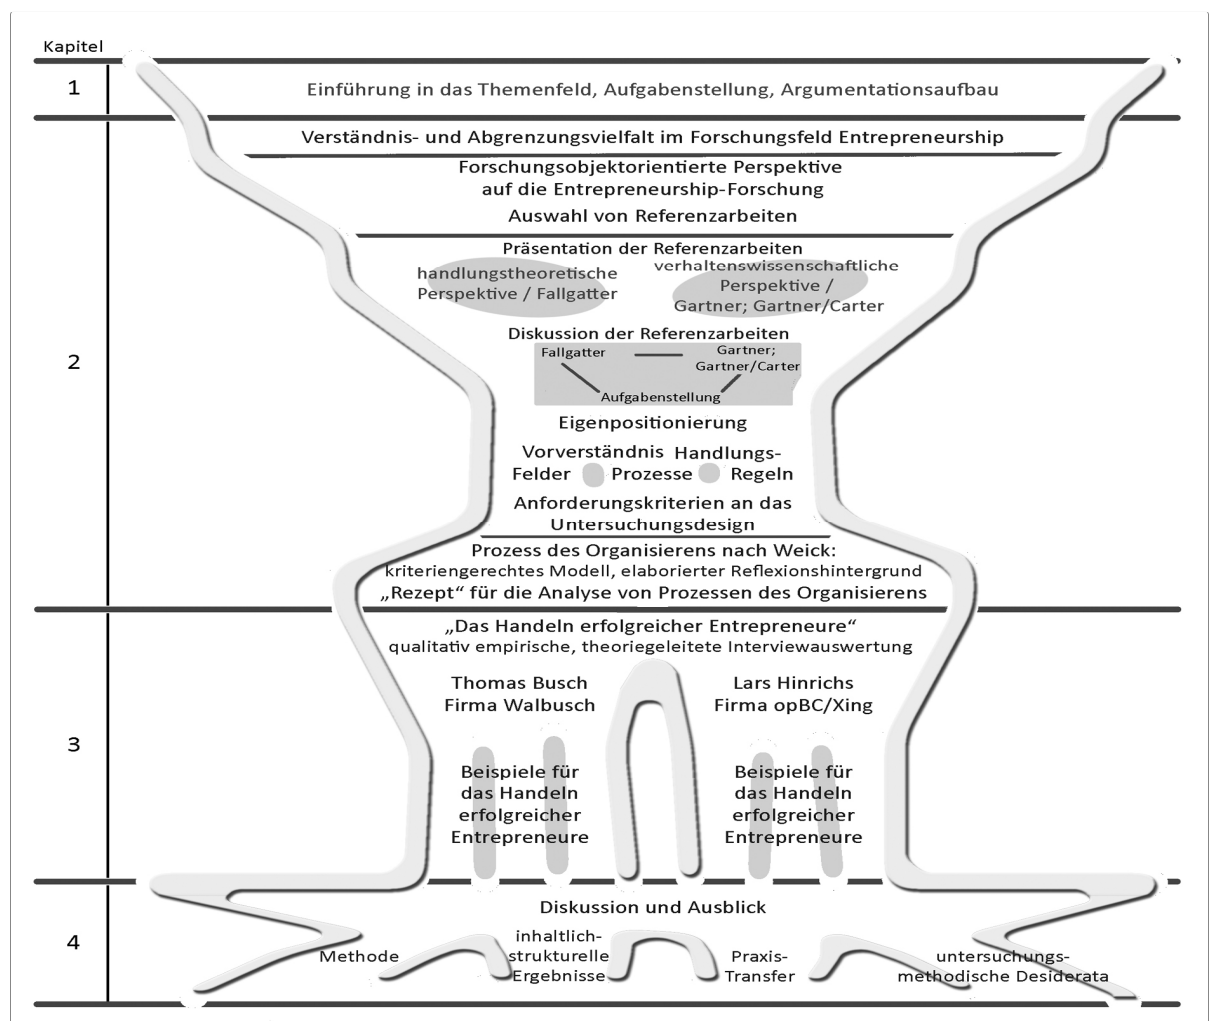 Kapitel
1
Einführung in das Themenfeld, Aufgabenstellung, Argumentationsaufbau
Verständnis- und Abgrenzungsvielfalt im Forschungsfeld Entrepreneurship
Forschungsobjektorientierte Perspektive
auf die Entrepreneurship-Forschung
Auswahl von Referenzarbeiten
Präsentation der Referenzarbeiten
handlungstheoretische
Perspektive / Fallgatter
verhaltenswissenschaftliche
Perspektive /
Gartner; Gartner/Carter
Diskussion der Referenzarbeiten
2
Fallgatter
Gartner;
Gartner/Carter
Aufgabenstellung
Eigenpositionierung
Vorverständnis Handlungs-
Felder Prozesse Regeln
Anforderungskriterien an das
Untersuchungsdesign
Prozess des Organisierens nach Weick:
kriteriengerechtes Modell, elaborierter Reflexionshintergrund
„Rezept“ für die Analyse von Prozessen des Organisierens
„Das Handeln erfolgreicher Entrepreneure“
qualitativ empirische, theoriegeleitete Interviewauswertung
Thomas Busch
Firma Walbusch
Lars Hinrichs
Firma opBC/Xing
3
Beispiele für
das Handeln
erfolgreicher
Entrepreneure
Beispiele für
das Handeln
erfolgreicher
Entrepreneure
Diskussion und Ausblick
4
Methode
inhaltlich-
strukturelle
Ergebnisse
Praxis-
Transfer
untersuchungs-
methodische Desiderata